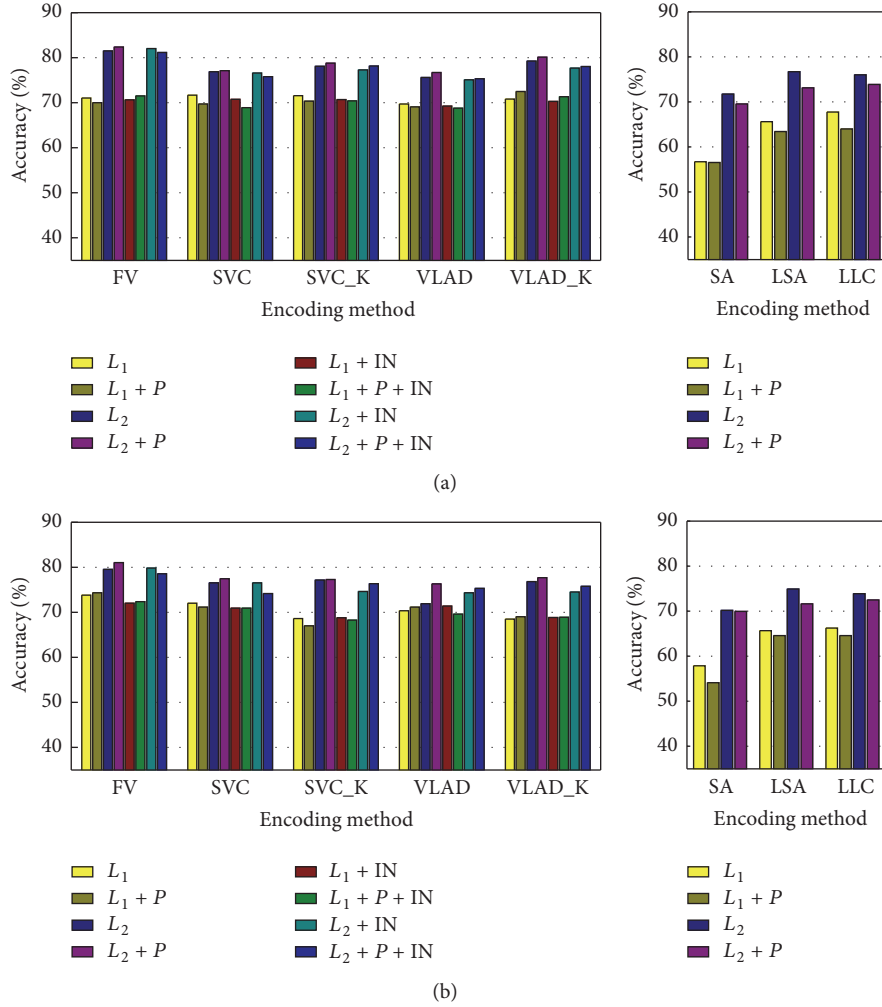 90
80
70
60
50
40
Accuracy (%)
FV SVC SVC_K VLAD VLAD_K
Encoding method
L1
L1 + P
L2
L2 + P
L1 + IN
L1 + P + IN
L2 + IN
L2 + P + IN
90
80
70
60
50
40
Accuracy (%)
SA LSA LLC
Encoding method
L1
L1 + P
L2
L2 + P
(a)
90
80
70
60
50
40
Accuracy (%)
FV SVC SVC_K VLAD VLAD_K
Encoding method
L1
L1 + P
L2
L2 + P
L1 + IN
L1 + P + IN
L2 + IN
L2 + P + IN
90
80
70
60
50
40
Accuracy (%)
SA LSA LLC
Encoding method
L1
L1 + P
L2
L2 + P
(b)